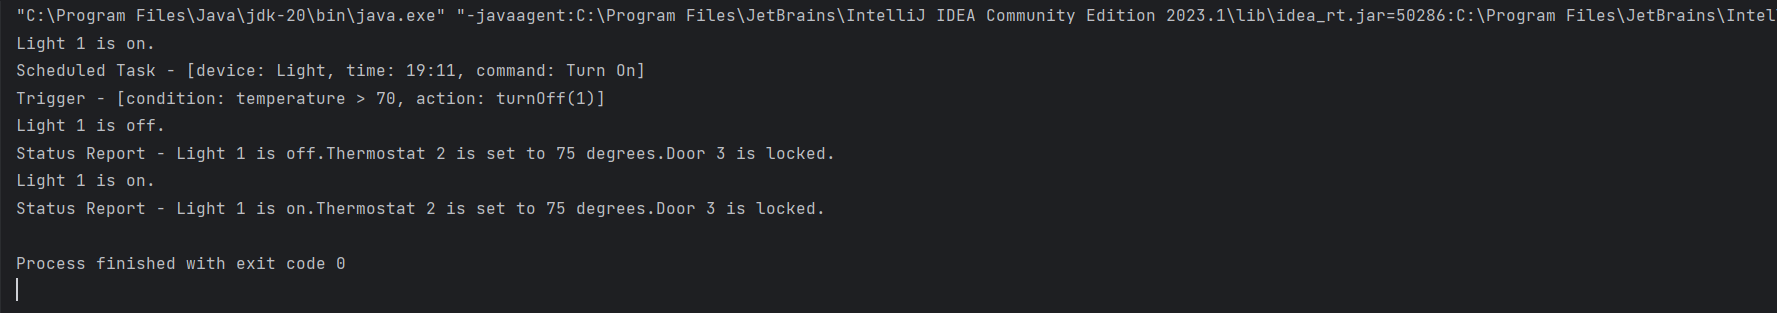 "C:\Program Files\Java\jdk-20\bin\java.exe" "-javaagent:C:\Program Files\JetBrains\IntelliJ IDEA Community Edition 2023.1\lib\idea_rt.jar=50286:C:\Program Files\JetBrains\Intel
Light 1 is on.
Scheduled Task - [device: Light, time: 19:11, command: Turn On]
Trigger - [condition: temperature > 70, action: turnOff(1)]
Light 1 is off.
Status Report - Light 1 is off.Thermostat 2 is set to 75 degrees.Door 3 is locked.
Light 1 is on.
Status Report - Light 1 is on.Thermostat 2 is set to 75 degrees.Door 3 is locked.
Process finished with exit code 0